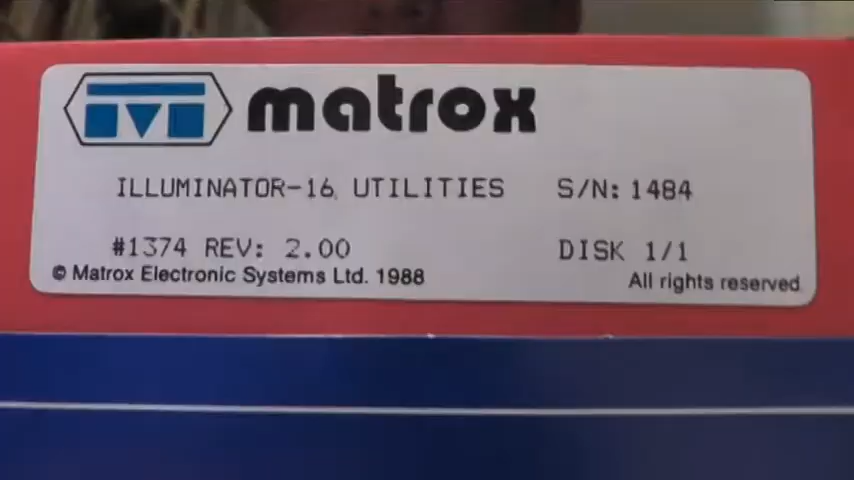 matrox
ILLUMINATOR-16 UTILITIES S/N: 1484
#1374 REV: 2.00 DISK 1/1
© Matrox Electronic Systems Ltd. 1988 All rights reserved